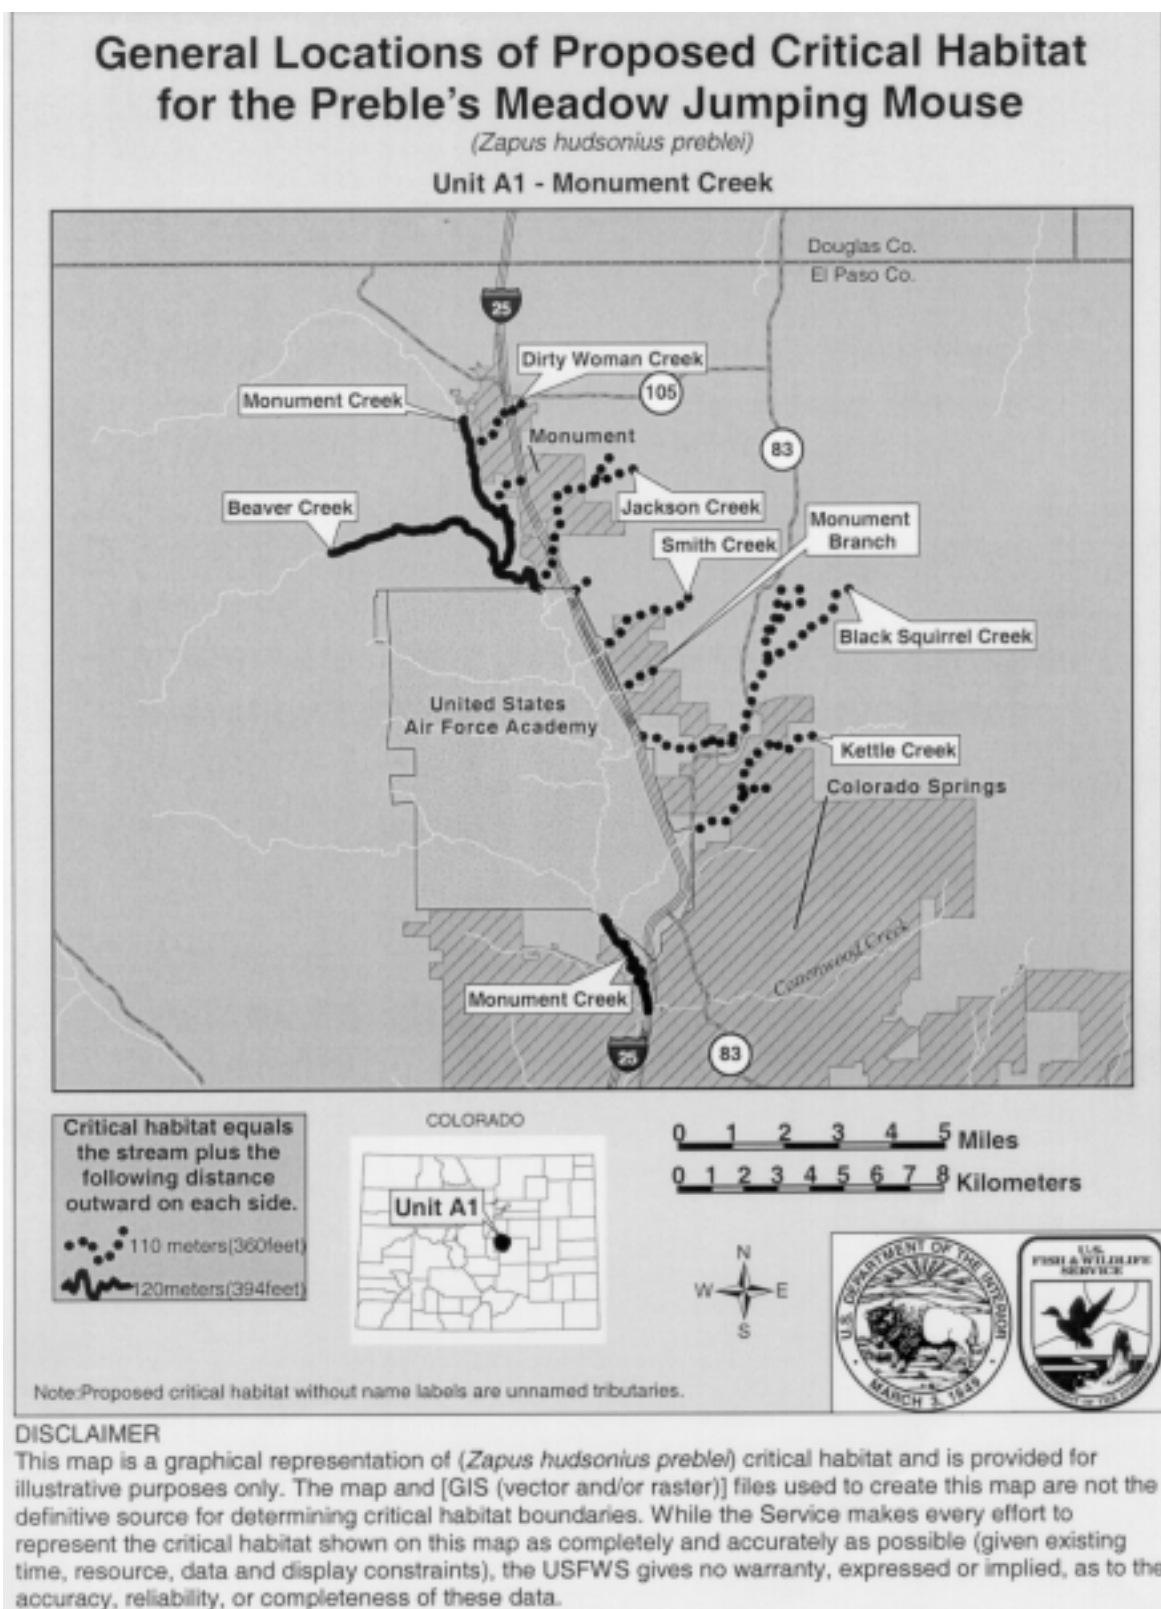 General Locations of Proposed Critical Habitat
for the Preble's Meadow Jumping Mouse
(Zapus hudsonius preblei)
Unit A1 - Monument Creek
Douglas Co.
El Paso Co.
25
Dirty Woman Creek
105
Monument Creek
Monument
83
Beaver Creek
Jackson Creek
Monument
Branch
Smith Creek
Black Squirrel Creek
United States
Air Force Academy
Kettle Creek
Colorado Springs
Cottonwood Creek
Monument Creek
25
83
Critical habitat equals
the stream plus the
following distance
outward on each side.
110 meters(360feet)
120meters(394feet)
COLORADO
Unit A1
0 1 2 3 4 5 Miles
0 1 2 3 4 5 6 7 8 Kilometers
N
W E
S
U.S. DEPARTMENT OF THE INTERIOR
MARCH 3, 1849
U.S.
FISH & WILDLIFE
SERVICE
DEPARTMENT OF THE INTERIOR
Note:Proposed critical habitat without name labels are unnamed tributaries.
DISCLAIMER
This map is a graphical representation of (Zapus hudsonius preblei) critical habitat and is provided for
illustrative purposes only. The map and [GIS (vector and/or raster)] files used to create this map are not the
definitive source for determining critical habitat boundaries. While the Service makes every effort to
represent the critical habitat shown on this map as completely and accurately as possible (given existing
time, resource, data and display constraints), the USFWS gives no warranty, expressed or implied, as to the
accuracy, reliability, or completeness of these data.